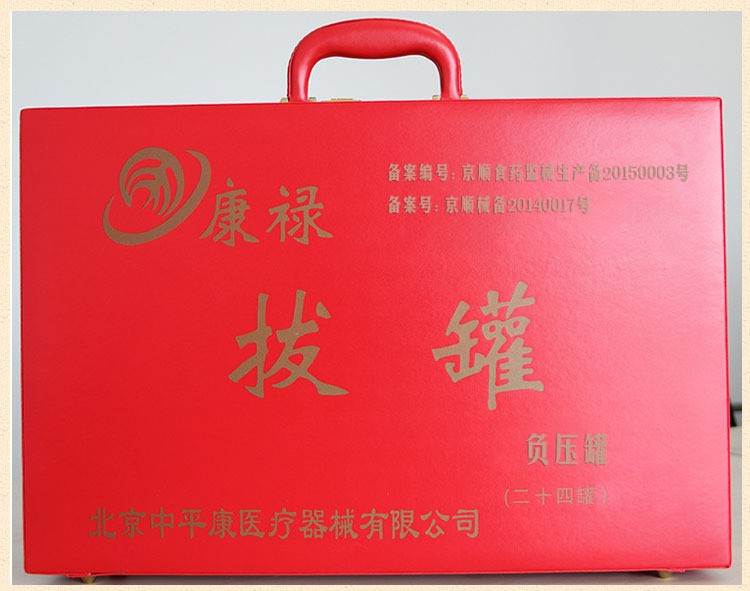 康禄
备案编号：京顺食药监械生产备20150003号
备案号：京顺械备20140017号
拔罐
负压罐
（二十四罐）
北京中平康医疗器械有限公司